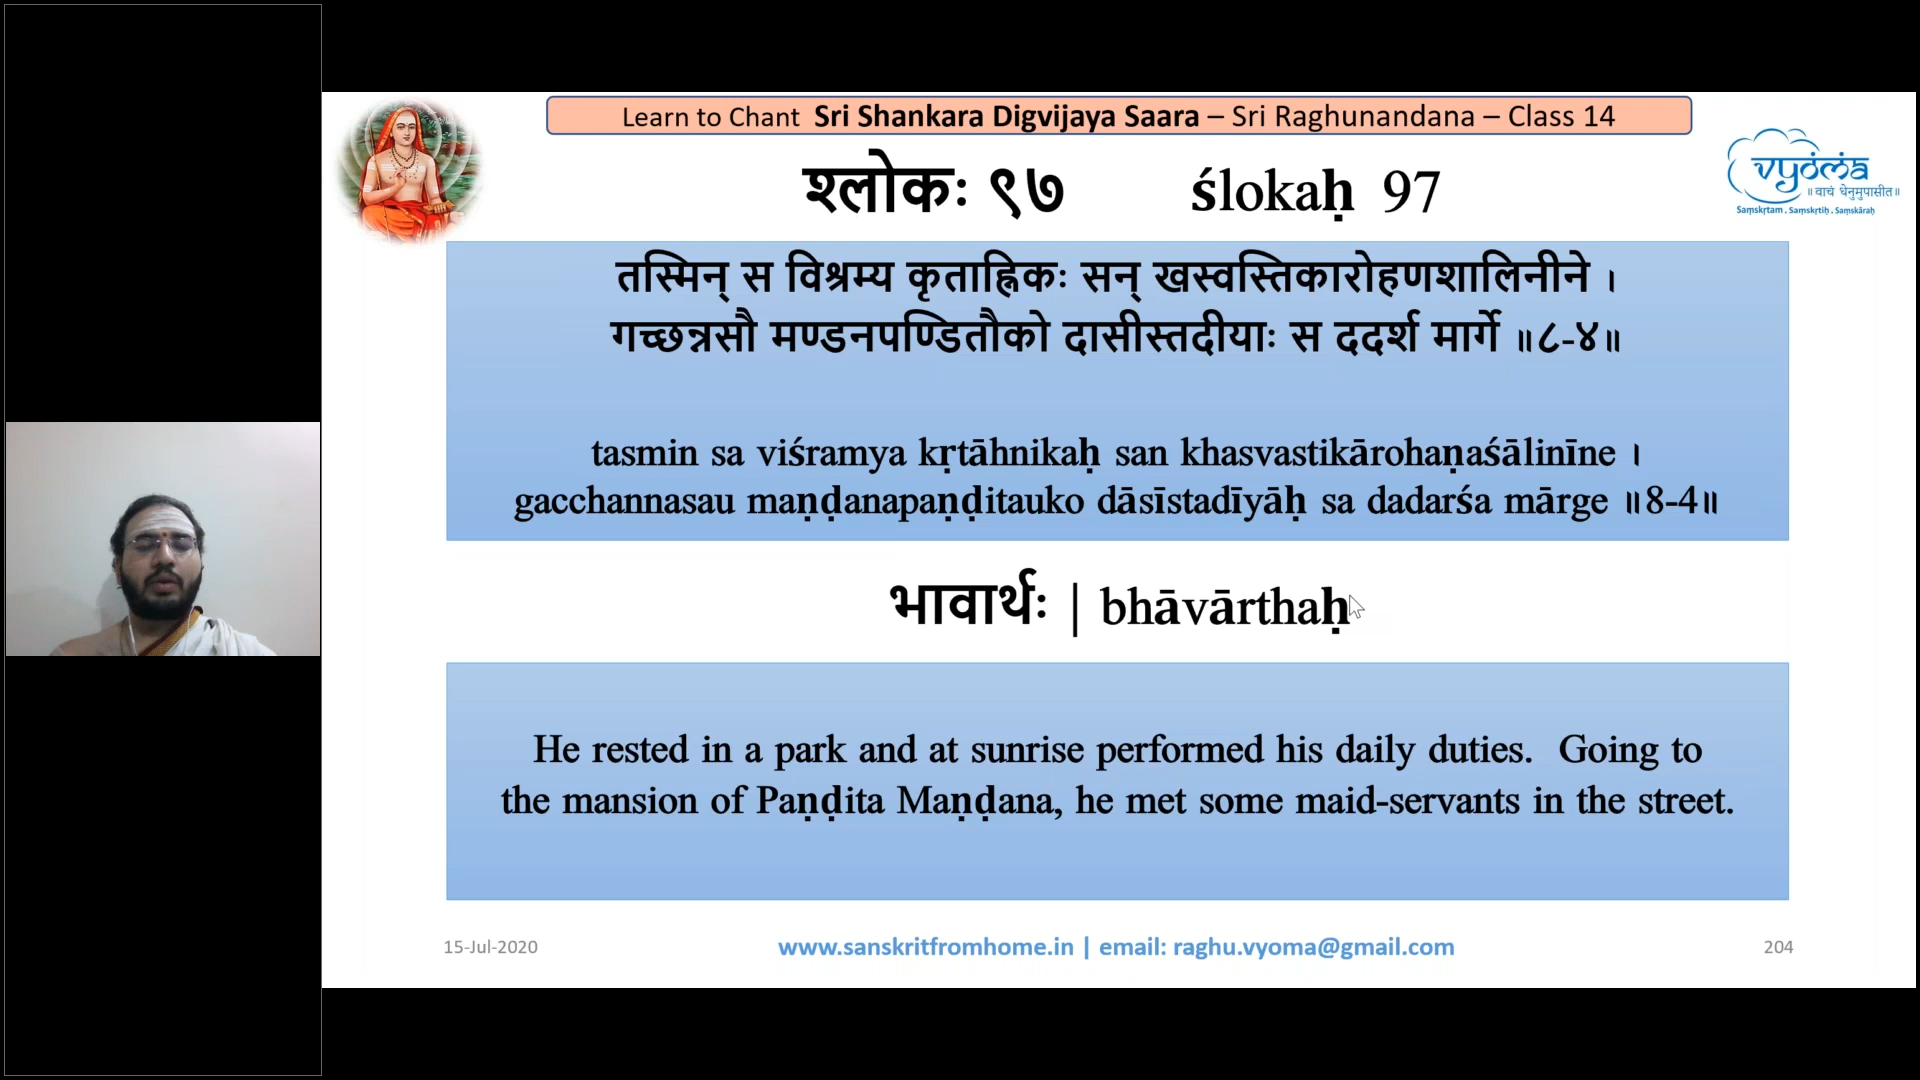 Learn to Chant Sri Shankara Digvijaya Saara – Sri Raghunandana – Class 14
vyoma
॥ वाचं धेनुमुपासीत॥
Saṃskṛtam . Saṃskṛtiḥ . Saṃskāraḥ
श्लोकः ९७ ślokaḥ 97
तस्मिन् स विश्रम्य कृताह्निकः सन् खस्वस्तिकारोहणशालिनीने ।
गच्छन्नसौ मण्डनपण्डितौको दासीस्तदीयाः स ददर्श मार्गे ॥८-४॥
tasmin sa viśramya kṛtāhnikaḥ san khasvastikārohaṇaśālinīne ।
gacchannasau maṇḍanapaṇḍitauko dāsīstadīyāḥ sa dadarśa mārge ॥8-4॥
भावार्थः | bhāvārthaḥ
He rested in a park and at sunrise performed his daily duties. Going to
the mansion of Paṇḍita Maṇḍana, he met some maid-servants in the street.
15-Jul-2020 www.sanskritfromhome.in | email: raghu.vyoma@gmail.com 204